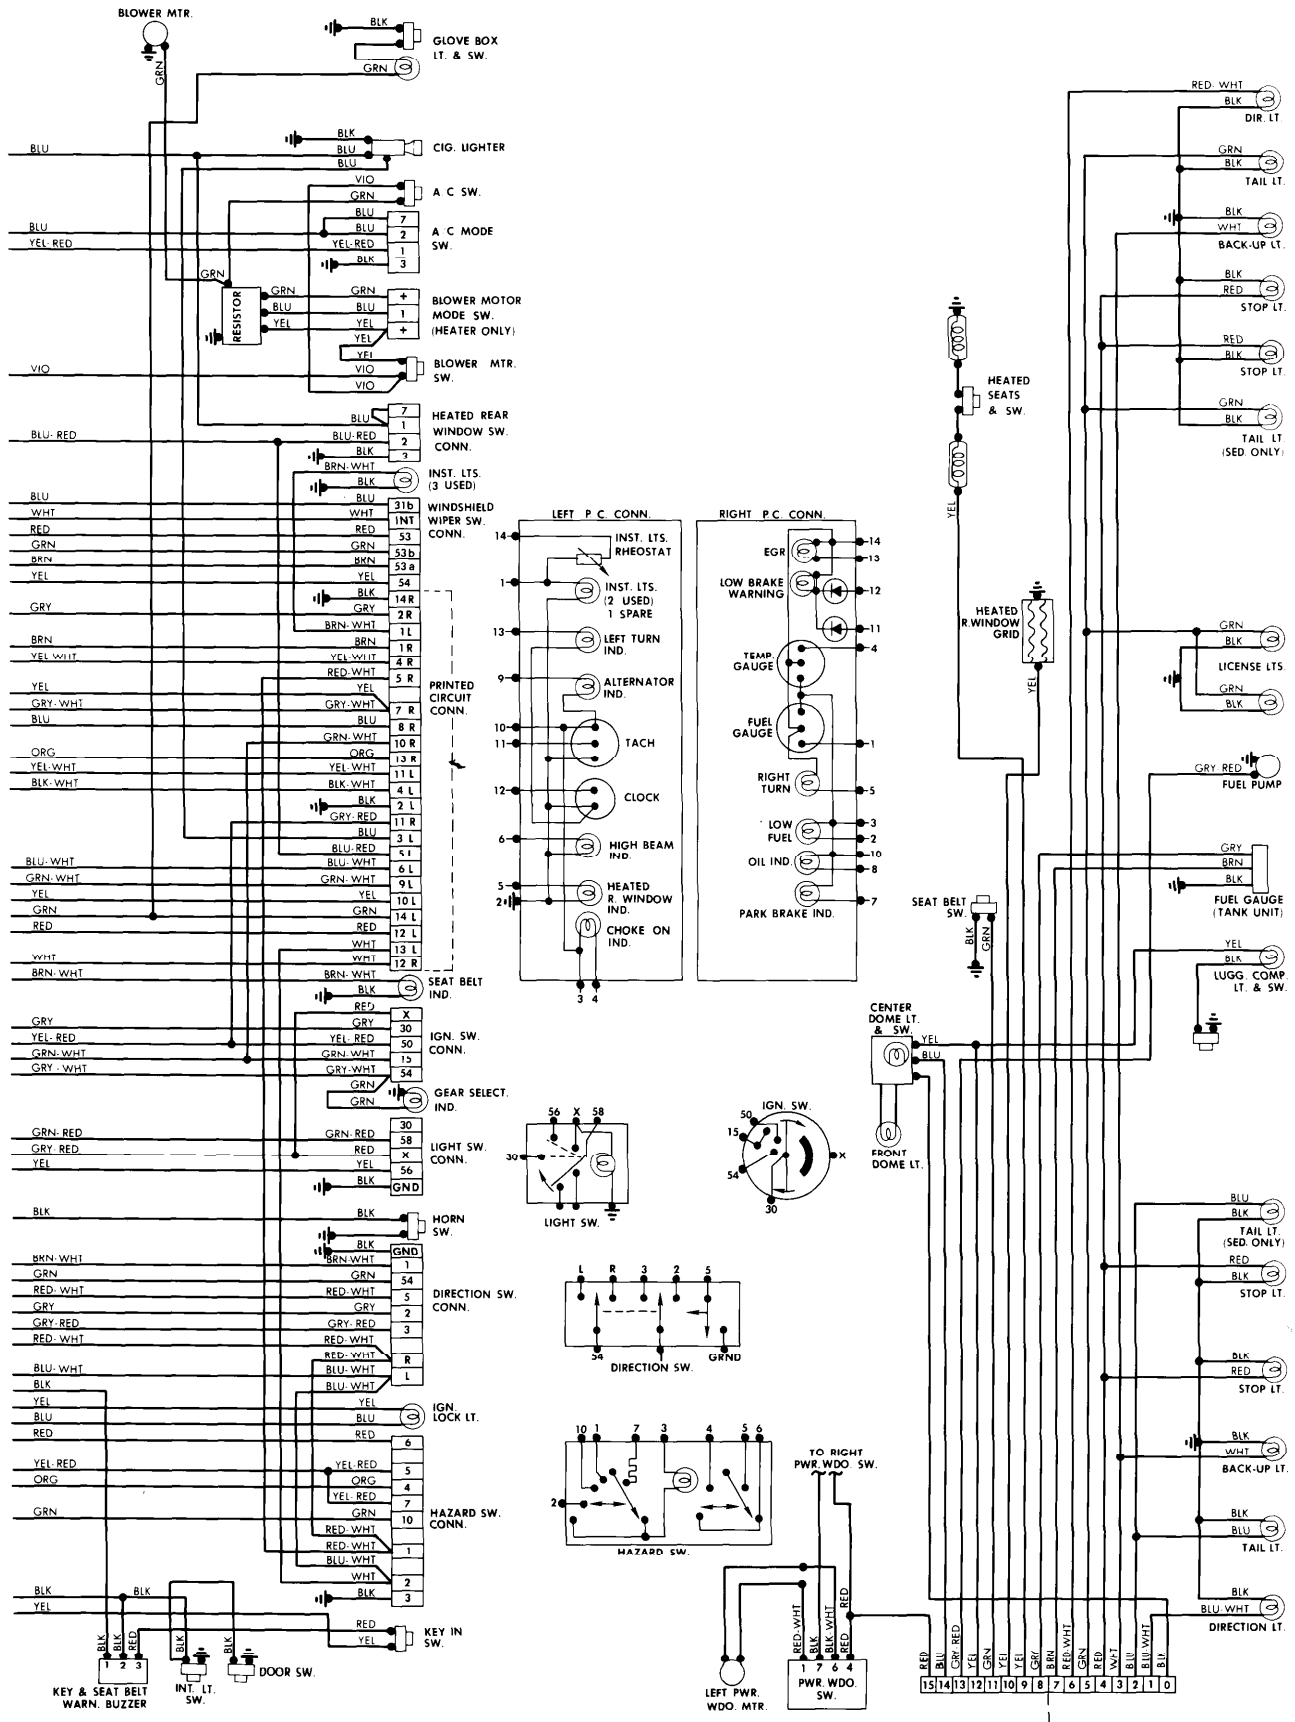 BLOWER MTR.
GRN
BLK
GLOVE BOX
LT. & SW.
GRN
BLK
BLU
BLU
BLU
CIG. LIGHTER
VIO
GRN
A C SW.
BLU
YEL-RED
BLU
BLU
YEL-RED
BLK
7
2
1
3
A C MODE
SW.
GRN
RESISTOR
GRN
BLU
YEL
GRN
BLU
YEL
YEL
+
1
+
BLOWER MOTOR
MODE SW.
(HEATER ONLY)
VIO
YEL
VIO
VIO
BLOWER MTR.
SW.
BLU-RED
BLU
BLU-RED
BLK
7
1
2
3
HEATED REAR
WINDOW SW.
CONN.
BRN-WHT
BLK
INST. LTS.
(3 USED)
BLU
WHT
RED
GRN
BRN
YEL
BLU
WHT
RED
GRN
BRN
YEL
31b
INT
53
53b
53a
54
WINDSHIELD
WIPER SW.
CONN.
GRY
BRN
YEL WHT
YEL
GRY-WHT
BLU
ORG
YEL-WHT
BLK-WHT
BLU-WHT
GRN-WHT
YEL
GRN
RED
WHT
BLK
GRY
BRN-WHT
BRN
YEL-WHT
RED-WHT
YEL
GRY-WHT
BLU
GRN-WHT
ORG
YEL-WHT
BLK-WHT
BLK
GRY-RED
BLU
BLU-RED
BLU-WHT
GRN-WHT
YEL
GRN
RED
WHT
WHT
14R
2R
1L
1R
4 R
5 R
7 R
8 R
10 R
13 R
11 L
4 L
2 L
11 R
3 L
5 L
6 L
9 L
10 L
14 L
12 L
13 L
12 R
PRINTED
CIRCUIT
CONN.
BRN-WHT
BRN-WHT
BLK
SEAT BELT
IND.
GRY
YEL-RED
GRN-WHT
GRY - WHT
RED
GRY
YEL-RED
GRN-WHT
GRY-WHT
X
30
50
15
54
IGN. SW.
CONN.
GRN
GRN
GEAR SELECT.
IND.
GRN-RED
GRY-RED
YEL
GRN-RED
RED
YEL
BLK
30
58
X
56
GND
LIGHT SW.
CONN.
BLK
BLK
HORN
SW.
BRN-WHT
GRN
RED-WHT
GRY
GRY-RED
RED-WHT
BLU-WHT
BLK
BRN-WHT
GRN
RED-WHT
GRY
GRY-RED
RED-WHT
RED-WHT
BLU-WHT
BLU-WHT
GND
1
54
5
2
3
R
L
DIRECTION SW.
CONN.
BLK
YEL
BLU
YEL
BLU
IGN.
LOCK LT.
RED
YEL-RED
ORG
GRN
RED
YEL-RED
ORG
YEL-RED
GRN
RED-WHT
RED-WHT
BLU-WHT
WHT
BLK
6
5
4
7
10
1
2
3
HAZARD SW.
CONN.
BLK
BLK
YEL
RED
YEL
KEY IN
SW.
BLK
BLK
RED
1 2 3
KEY & SEAT BELT
WARN. BUZZER
BLK
INT. LT.
SW.
BLK
DOOR SW.
LEFT P.C. CONN.
14
INST. LTS.
RHEOSTAT
1
INST. LTS.
(2 USED)
1 SPARE
13
LEFT TURN
IND.
9
ALTERNATOR
IND.
10
11
TACH
12
CLOCK
6
HIGH BEAM
IND.
5
2
HEATED
R. WINDOW
IND.
CHOKE ON
IND.
3 4
RIGHT P.C. CONN.
EGR
14
13
LOW BRAKE
WARNING
12
11
4
TEMP.
GAUGE
FUEL
GAUGE
1
RIGHT
TURN
5
LOW
FUEL
3
2
OIL IND.
10
8
PARK BRAKE IND.
7
56 X 58
30
LIGHT SW.
IGN. SW.
50
15
54
30
X
L R 3 2 5
54
GRND
DIRECTION SW.
10 1 7 3 4 5 6
2
HAZARD SW.
TO RIGHT
PWR. WDO. SW.
LEFT PWR.
WDO. MTR.
RED-WHT
BLK
BLK-WHT
RED
RED
1 7 6 4
PWR. WDO.
SW.
HEATED
SEATS
& SW.
YEL
HEATED
R.WINDOW
GRID
YEL
SEAT BELT
SW.
BLK
GRN
CENTER
DOME LT.
& SW.
YEL
BLU
FRONT
DOME LT.
RED-WHT
BLK
DIR. LT.
GRN
BLK
TAIL LT.
BLK
WHT
BACK-UP LT.
BLK
RED
STOP LT.
RED
BLK
STOP LT.
GRN
BLK
TAIL LT.
(SED. ONLY)
GRN
BLK
LICENSE LTS.
GRN
BLK
GRY-RED
FUEL PUMP
GRY
BRN
BLK
FUEL GAUGE
(TANK UNIT)
YEL
BLK
LUGG. COMP.
LT. & SW.
BLU
BLK
TAIL LT.
(SED. ONLY)
RED
BLK
STOP LT.
BLK
RED
STOP LT.
BLK
WHT
BACK-UP LT.
BLK
BLU
TAIL LT.
BLK
BLU-WHT
DIRECTION LT.
RED BLU GRY-RED YEL GRN YEL YEL GRY BRN RED-WHT GRN RED WHT BLU BLU-WHT BLK
15 14 13 12 11 10 9 8 7 6 5 4 3 2 1 0